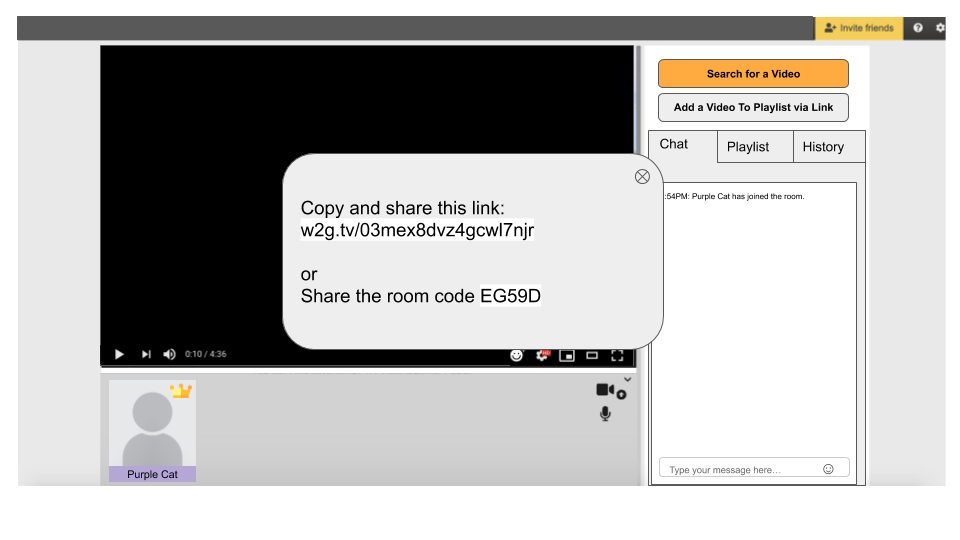 Invite friends
Search for a Video
Add a Video To Playlist via Link
Chat
Playlist
History
Copy and share this link:
w2g.tv/03mex8dvz4gcwl7njr
or
Share the room code EG59D
:54PM: Purple Cat has joined the room.
0:10 / 4:36
Purple Cat
Type your message here…